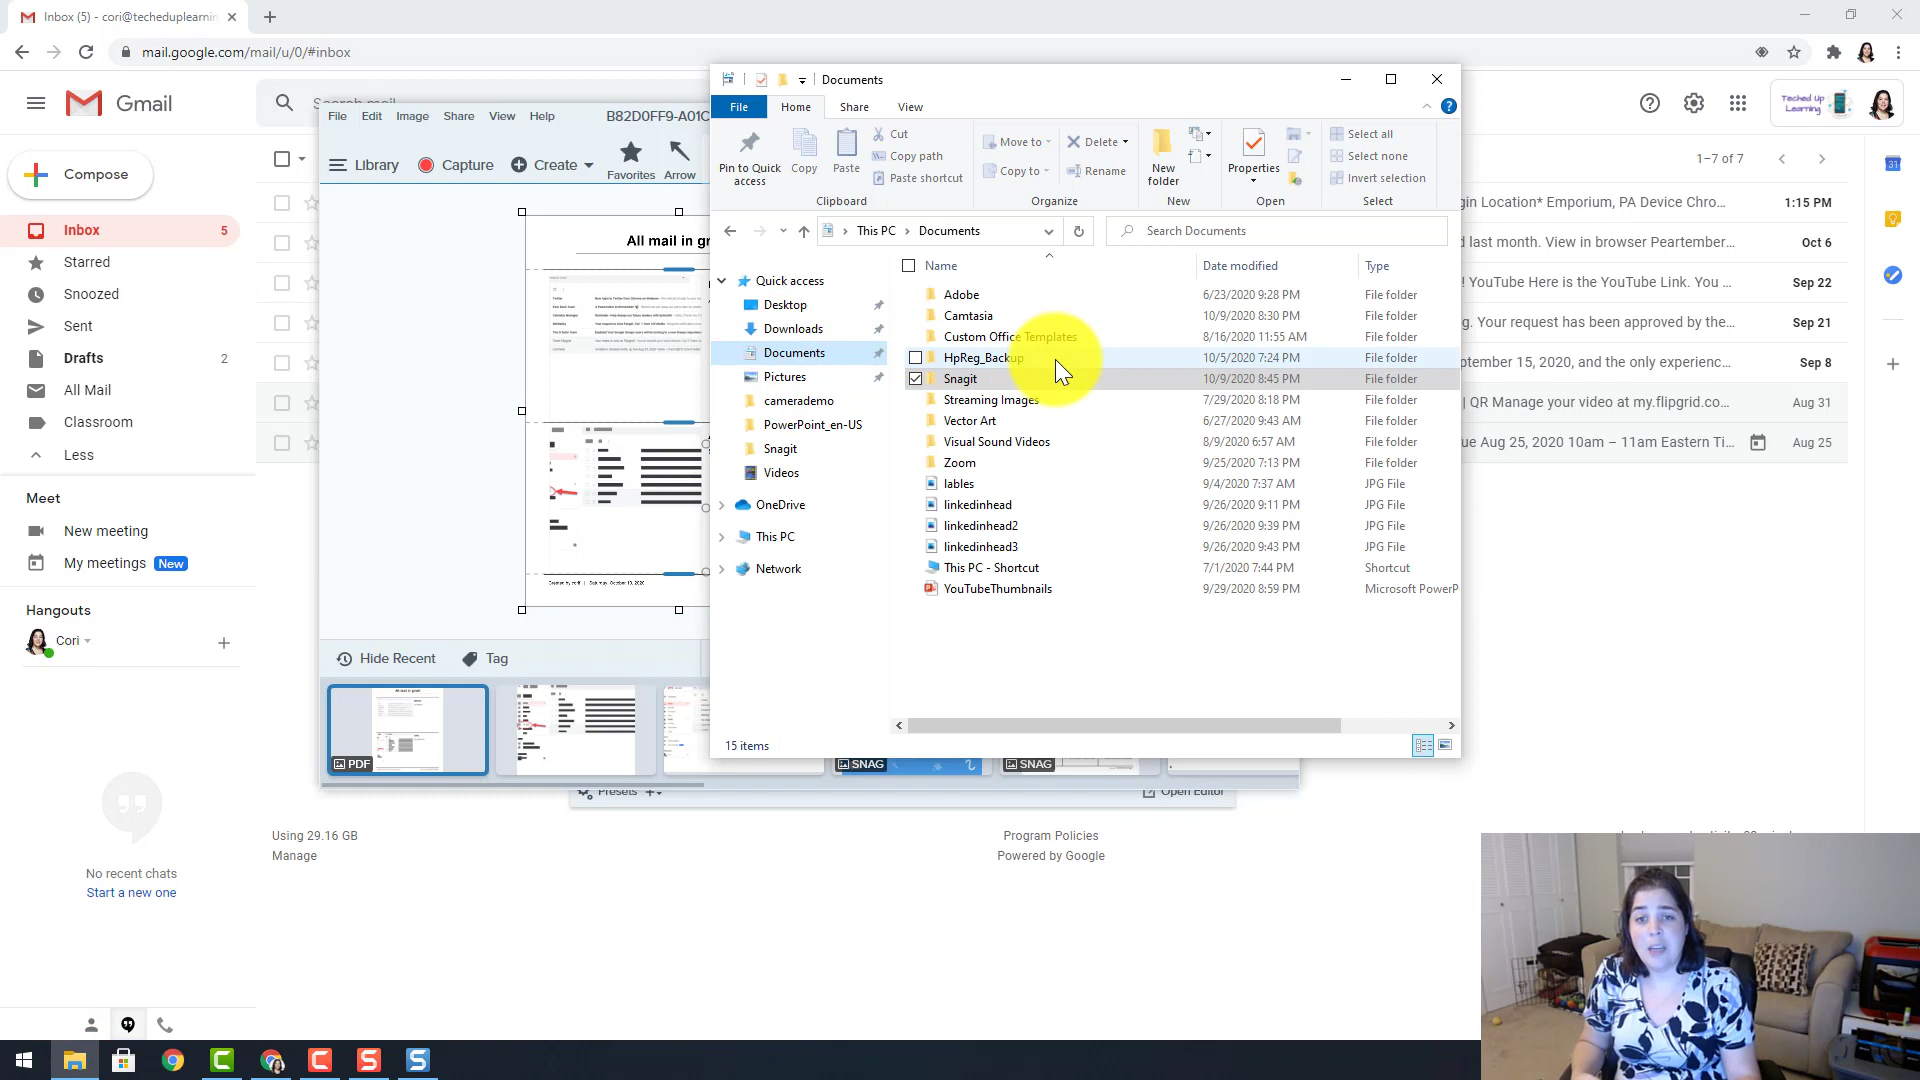 Inbox (5) - cori@techeduplearnin
mail.google.com/mail/u/0/#inbox
Gmail
Teched Up
Learning
Compose
Inbox 5
Starred
Snoozed
Sent
Drafts 2
All Mail
Classroom
Less
Meet
New meeting
My meetings New
Hangouts
Cori
No recent chats
Start a new one
File Edit Image Share View Help B82D0FF9-A01C
Library Capture Create Favorites Arrow
All mail in gr
Hide Recent Tag
All mail in gmail
PDF
SNAG
SNAG
Presets
Open Editor
Documents
File Home Share View
Pin to Quick access
Copy
Paste
Cut
Copy path
Paste shortcut
Clipboard
Move to
Copy to
Delete
Rename
Organize
New folder
New
Properties
Open
Select all
Select none
Invert selection
Select
This PC Documents
Search Documents
Quick access
Desktop
Downloads
Documents
Pictures
camerademo
PowerPoint_en-US
Snagit
Videos
OneDrive
This PC
Network
Name Date modified Type
Adobe 6/23/2020 9:28 PM File folder
Camtasia 10/9/2020 8:30 PM File folder
Custom Office Templates 8/16/2020 11:55 AM File folder
HpReg_Backup 10/5/2020 7:24 PM File folder
Snagit 10/9/2020 8:45 PM File folder
Streaming Images 7/29/2020 8:18 PM File folder
Vector Art 6/27/2020 9:43 AM File folder
Visual Sound Videos 8/9/2020 6:57 AM File folder
Zoom 9/25/2020 7:13 PM File folder
lables 9/4/2020 7:37 AM JPG File
linkedinhead 9/26/2020 9:11 PM JPG File
linkedinhead2 9/26/2020 9:39 PM JPG File
linkedinhead3 9/26/2020 9:43 PM JPG File
This PC - Shortcut 7/1/2020 7:44 PM Shortcut
YouTubeThumbnails 9/29/2020 8:59 PM Microsoft PowerP
15 items
1–7 of 7
gin Location* Emporium, PA Device Chro… 1:15 PM
d last month. View in browser Peartember… Oct 6
! YouTube Here is the YouTube Link. You … Sep 22
g. Your request has been approved by the… Sep 21
ptember 15, 2020, and the only experienc… Sep 8
| QR Manage your video at my.flipgrid.co… Aug 31
ue Aug 25, 2020 10am – 11am Eastern Ti… Aug 25
Using 29.16 GB
Manage
Program Policies
Powered by Google